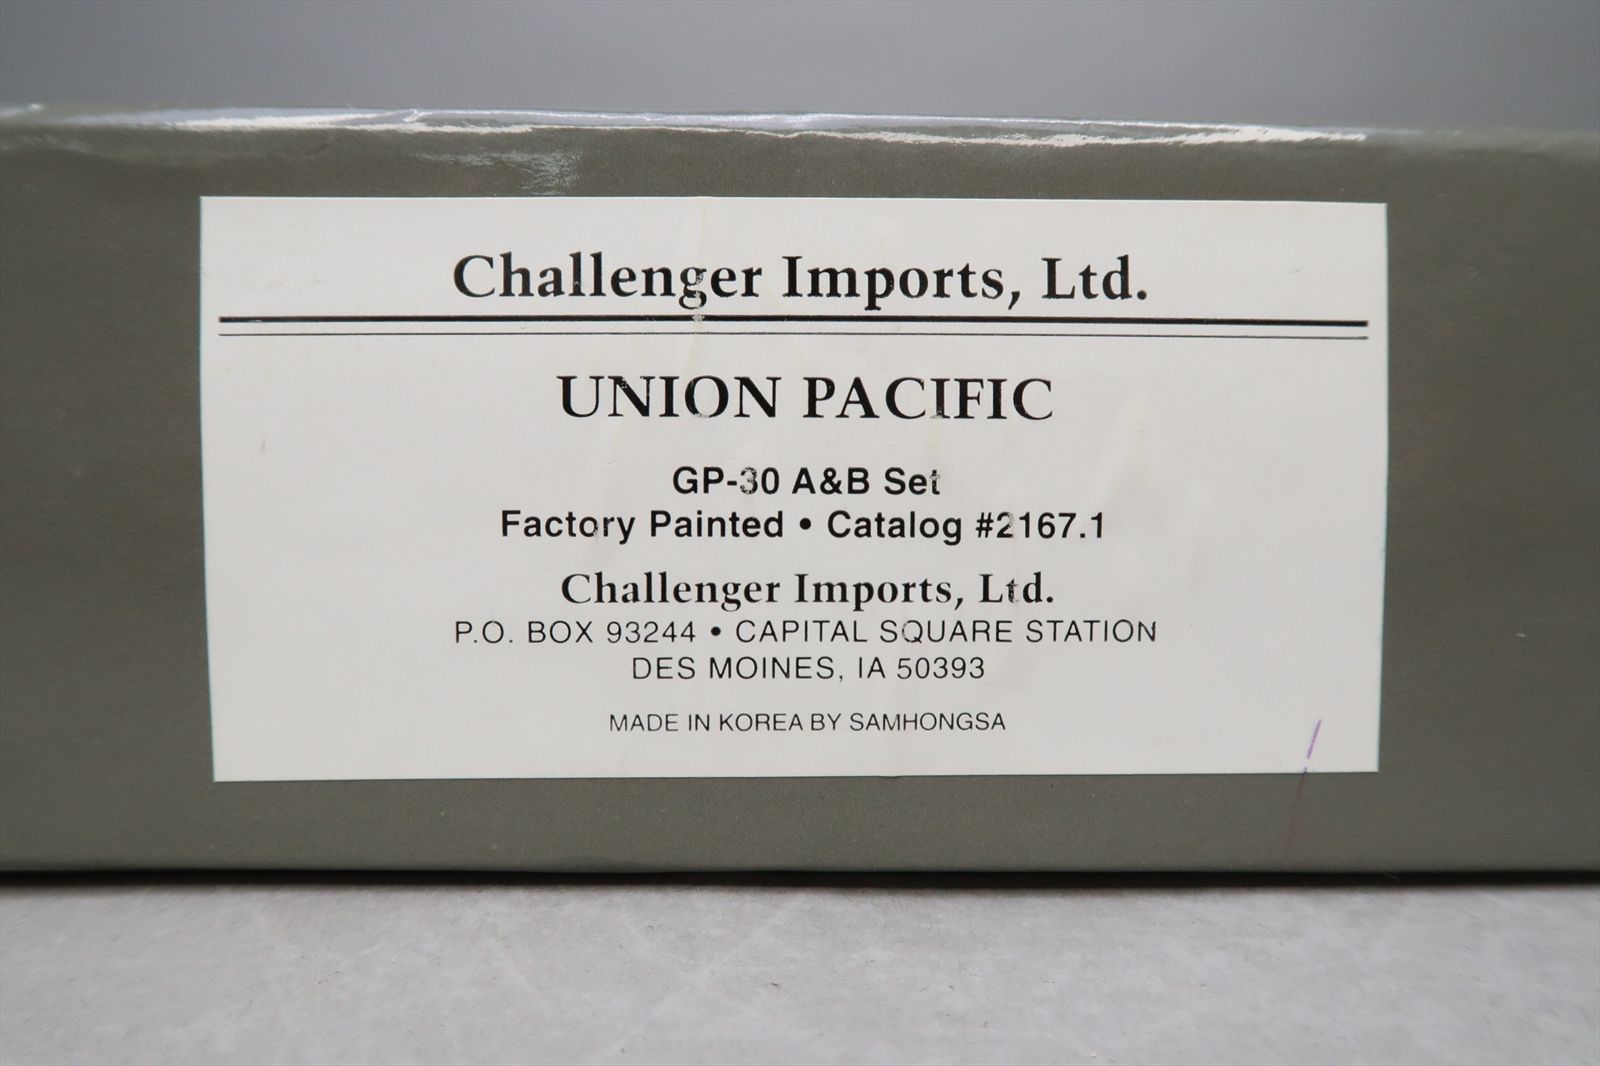 Challenger Imports, Ltd.
UNION PACIFIC
GP-30 A&B Set
Factory Painted • Catalog #2167.1
Challenger Imports, Ltd.
P.O. BOX 93244 • CAPITAL SQUARE STATION
DES MOINES, IA 50393
MADE IN KOREA BY SAMHONGSA